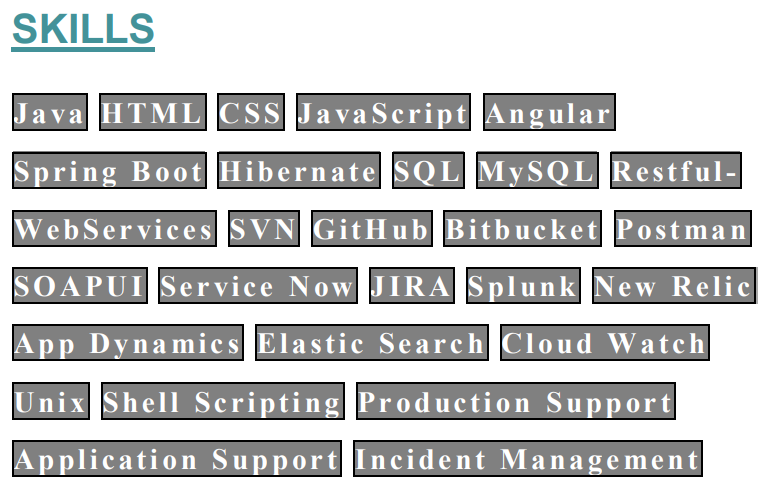 SKILLS
Java HTML CSS JavaScript Angular
Spring Boot Hibernate SQL MySQL Restful-
WebServices SVN GitHub Bitbucket Postman
SOAPUI Service Now JIRA Splunk New Relic
App Dynamics Elastic Search Cloud Watch
Unix Shell Scripting Production Support
Application Support Incident Management